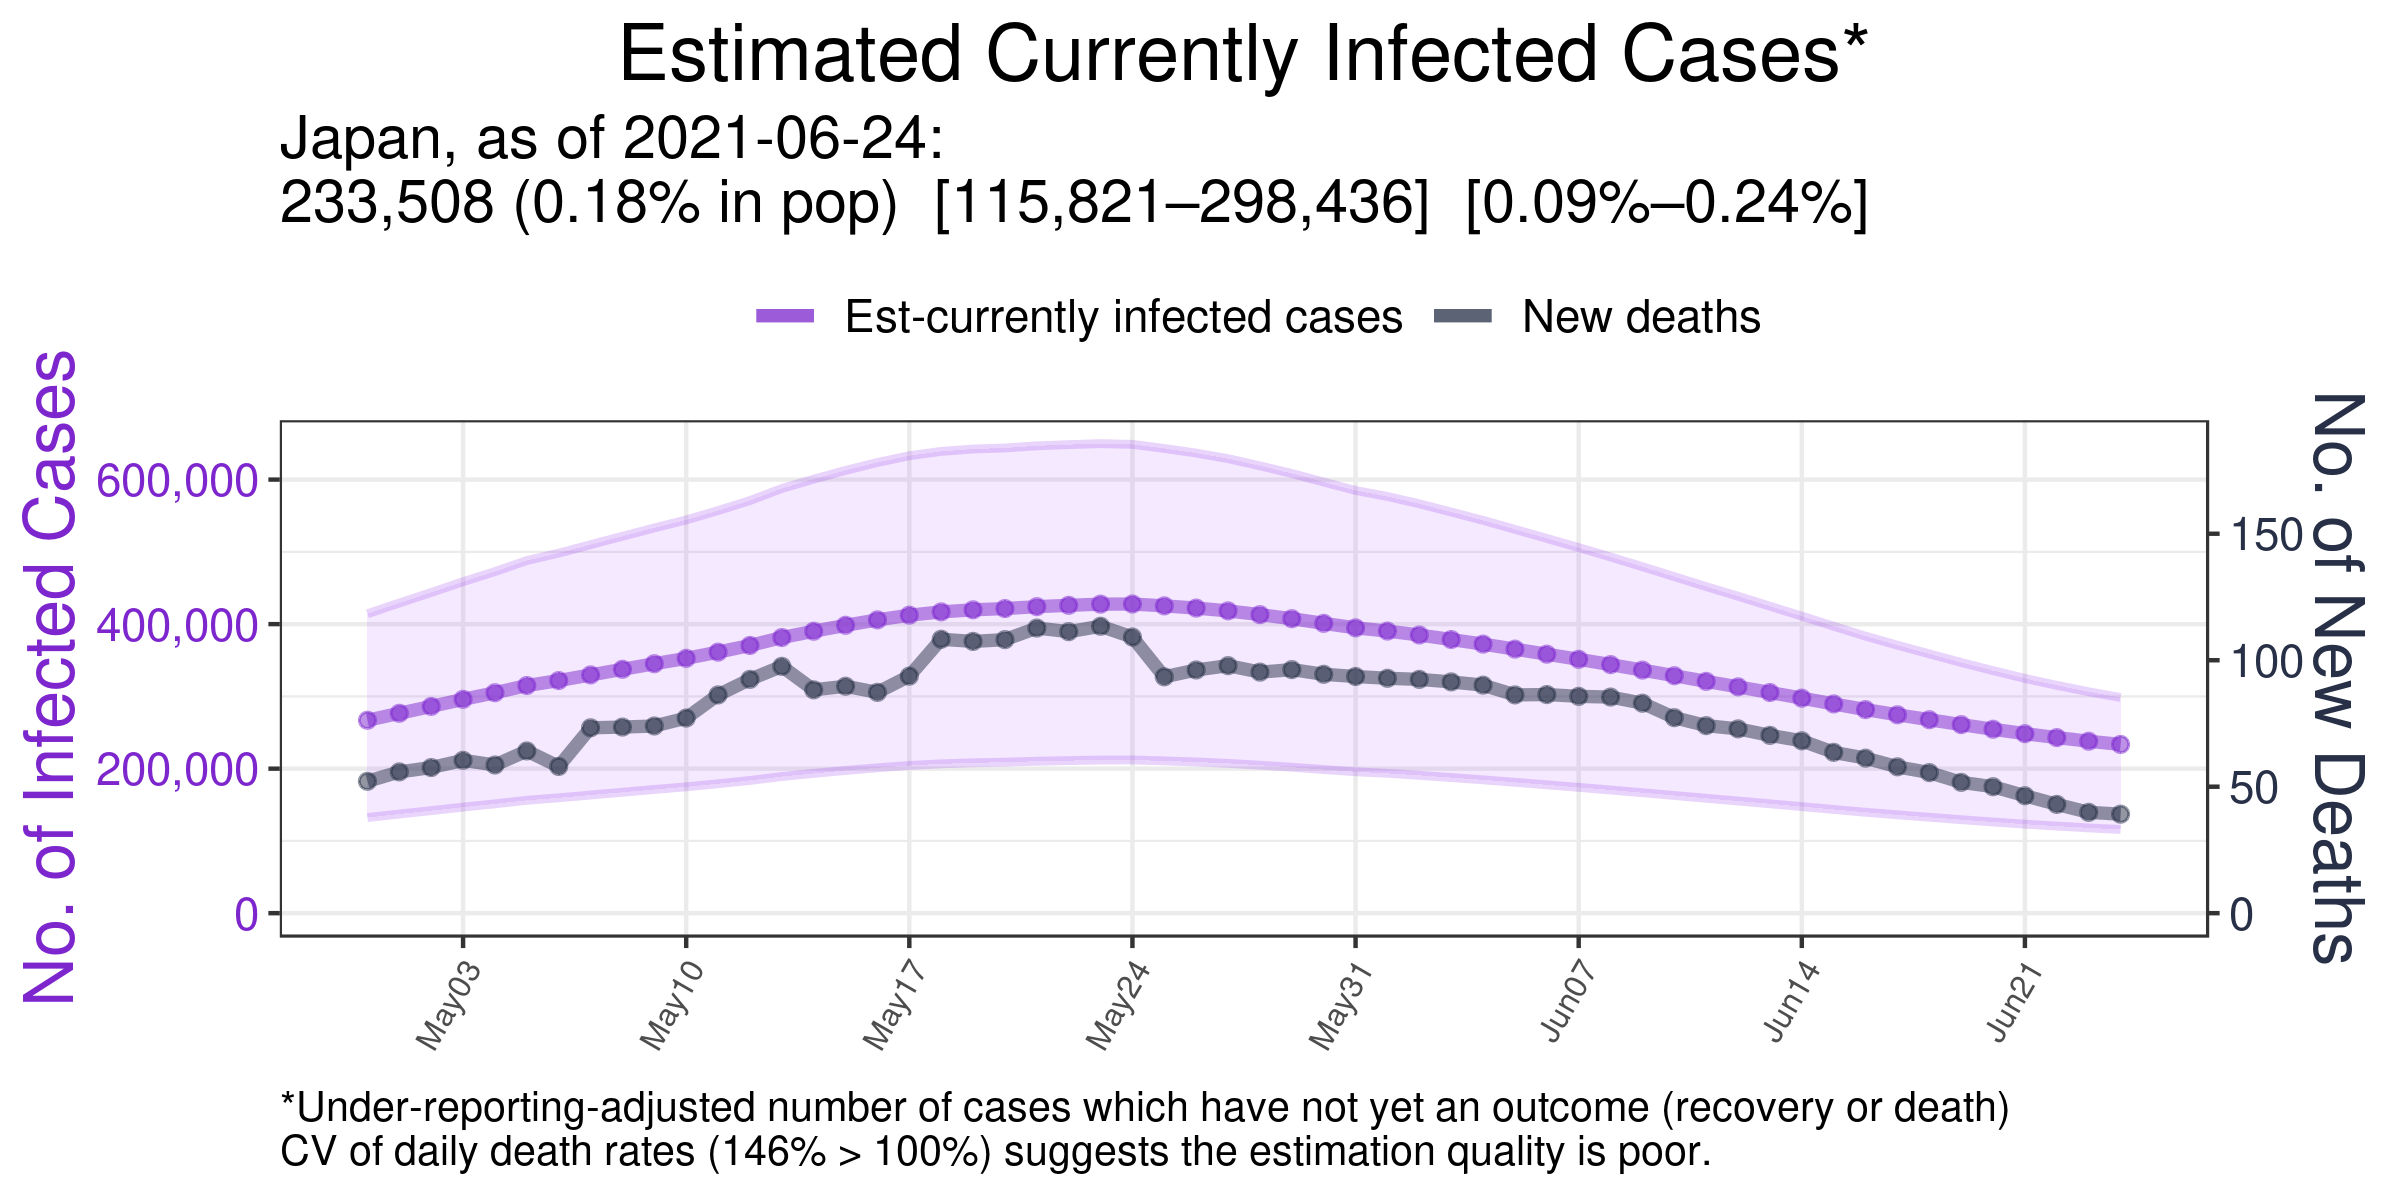 Estimated Currently Infected Cases*
Japan, as of 2021-06-24:
233,508 (0.18% in pop) [115,821–298,436] [0.09%–0.24%]
Est-currently infected cases New deaths
No. of Infected Cases
600,000
400,000
200,000
0
150
100
50
0
No. of New Deaths
May03 May10 May17 May24 May31 Jun07 Jun14 Jun21
*Under-reporting-adjusted number of cases which have not yet an outcome (recovery or death)
CV of daily death rates (146% > 100%) suggests the estimation quality is poor.